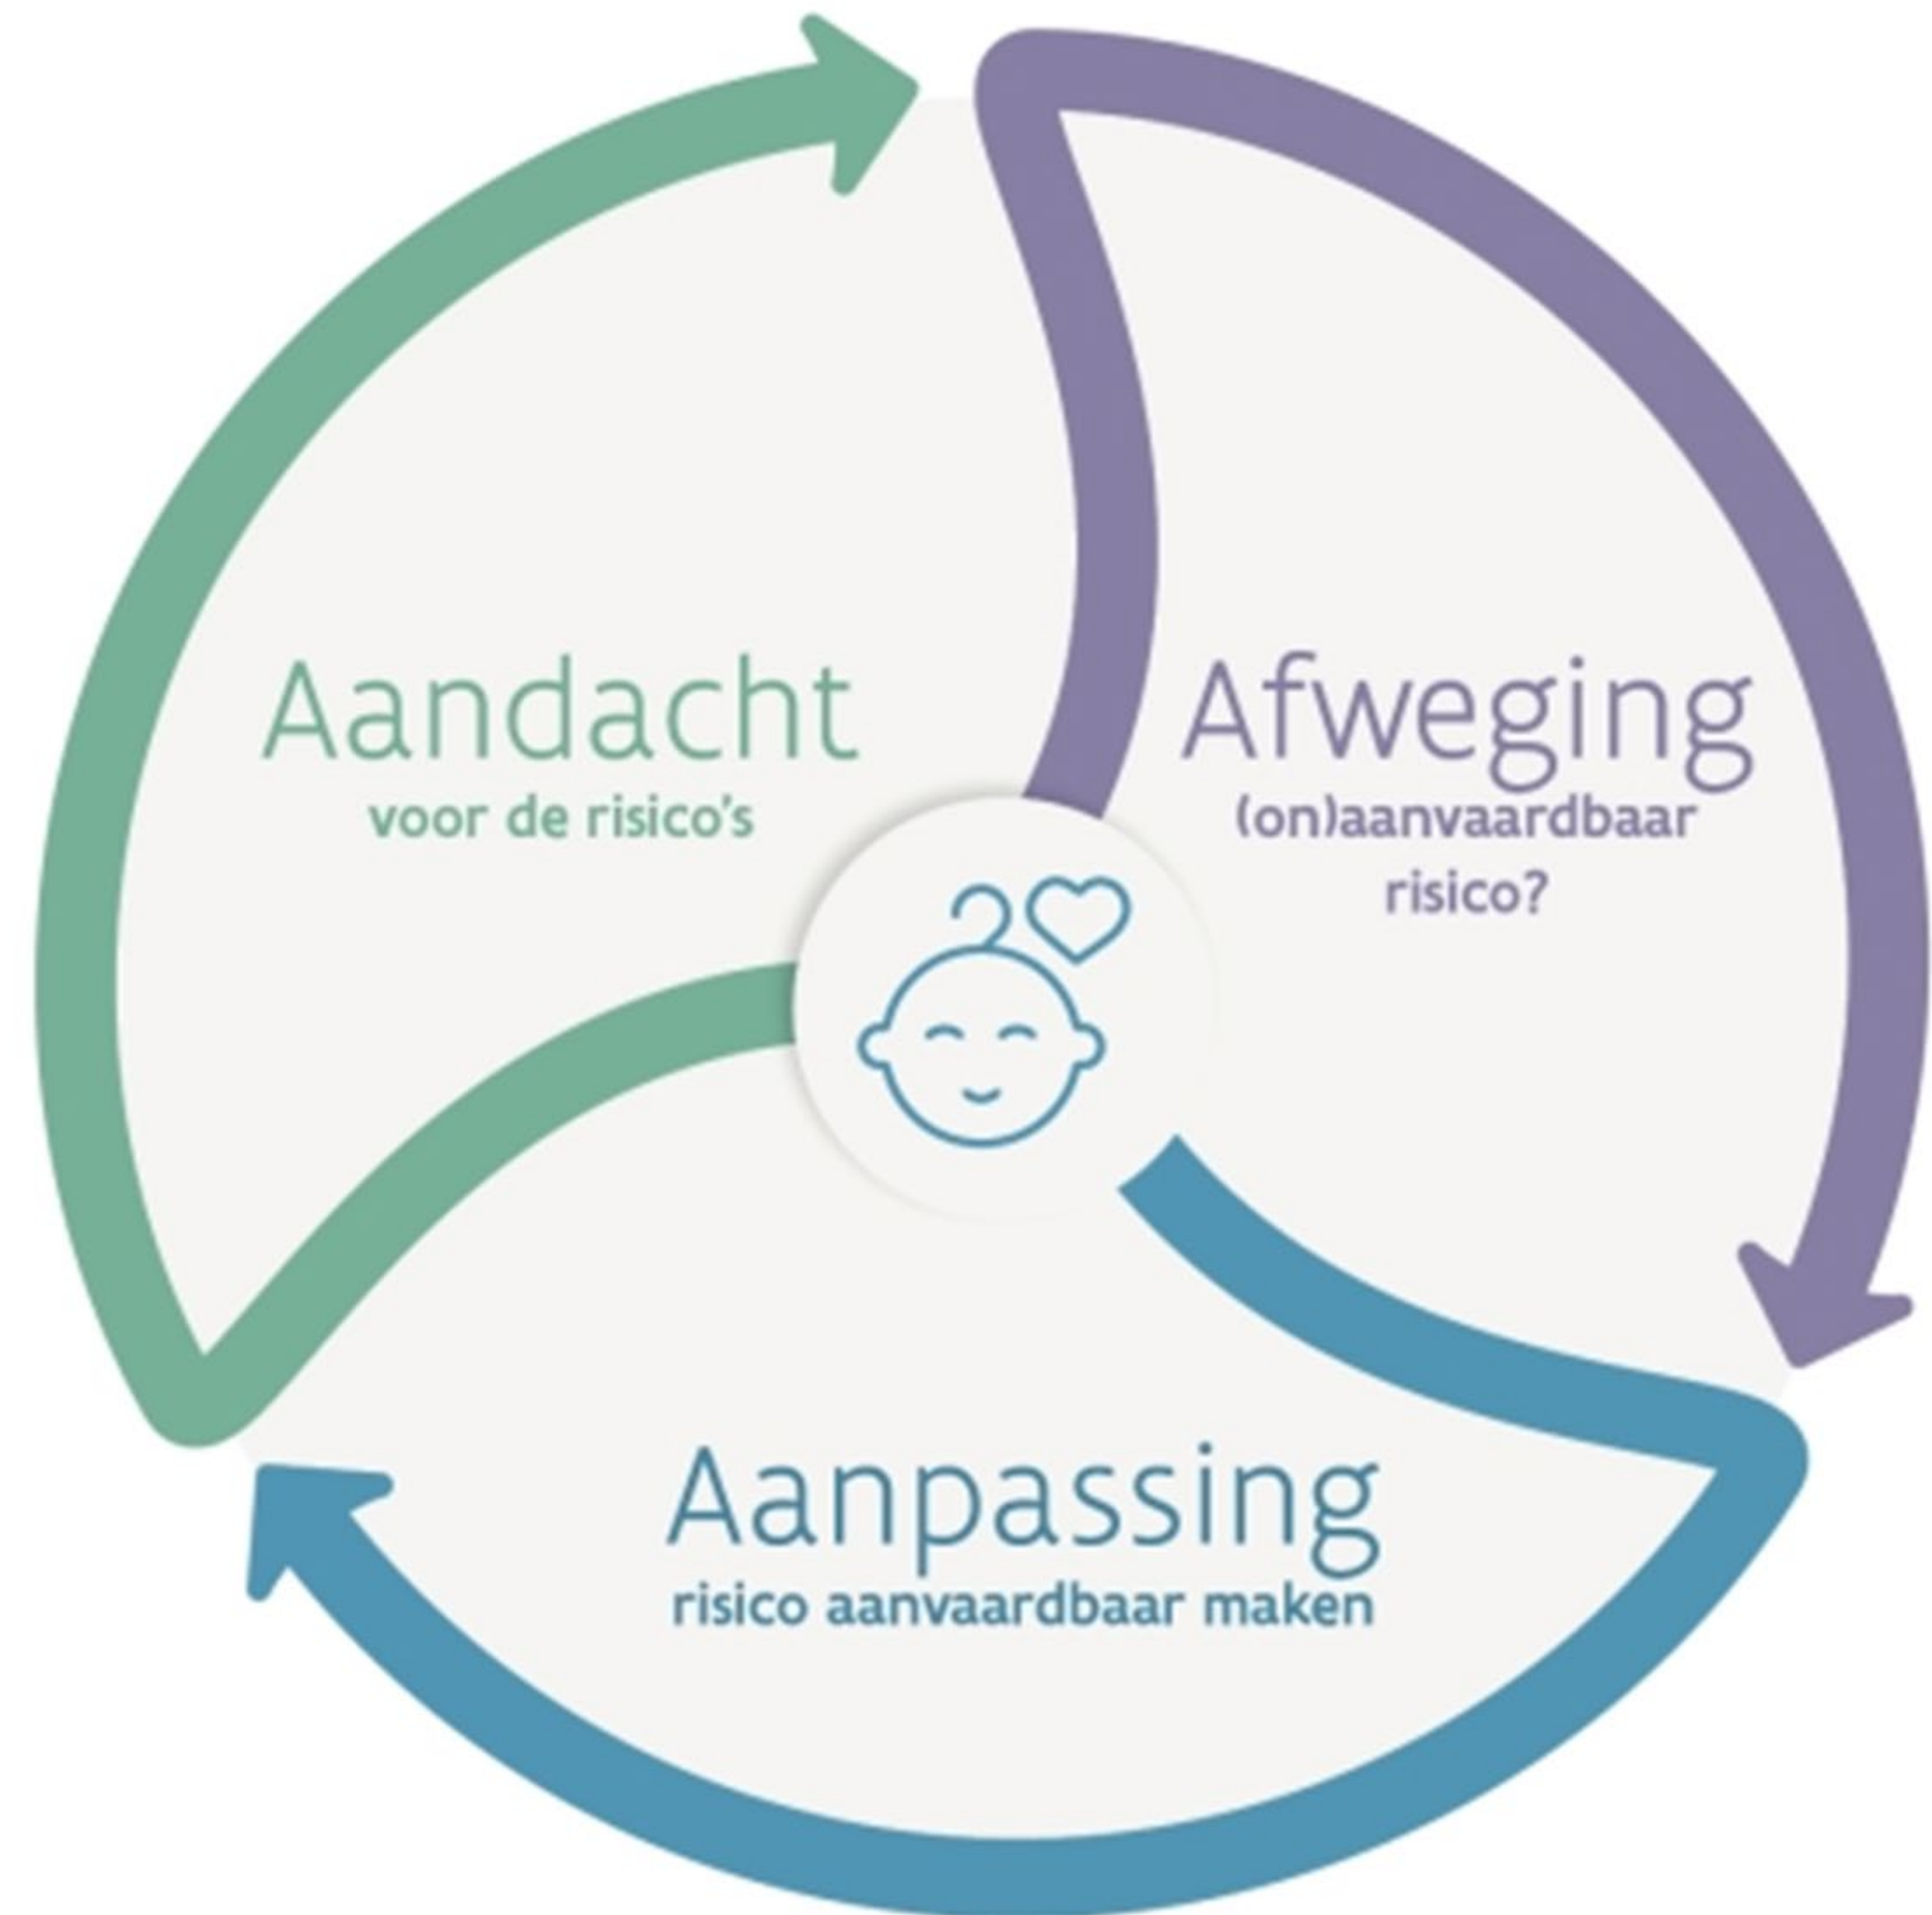 Aandacht
voor de risico's
Afweging
(on)aanvaardbaar
risico?
Aanpassing
risico aanvaardbaar maken